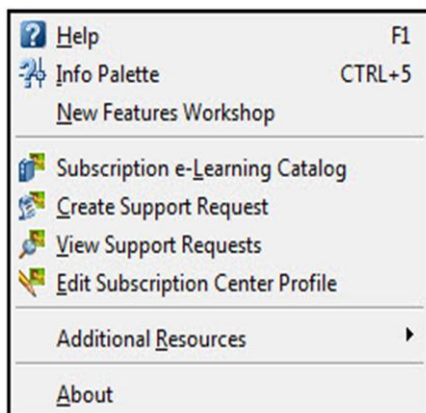 Help F1
Info Palette CTRL+5
New Features Workshop
Subscription e-Learning Catalog
Create Support Request
View Support Requests
Edit Subscription Center Profile
Additional Resources
About